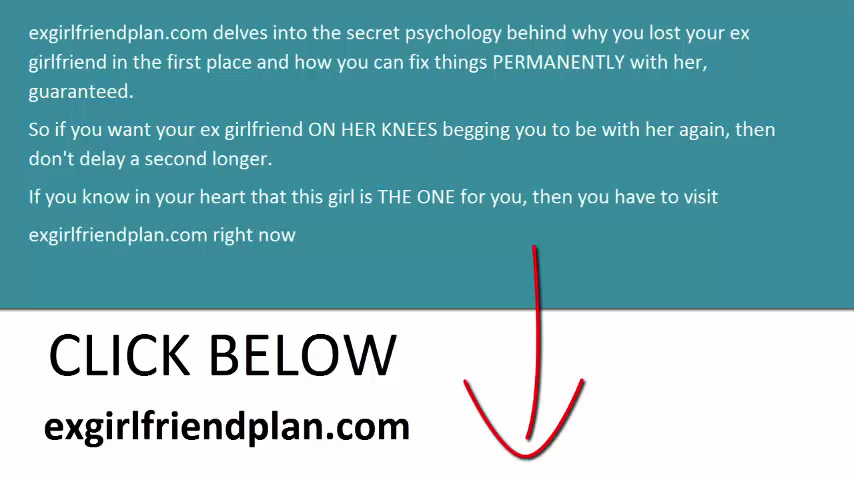 exgirlfriendplan.com delves into the secret psychology behind why you lost your ex
girlfriend in the first place and how you can fix things PERMANENTLY with her,
guaranteed.
So if you want your ex girlfriend ON HER KNEES begging you to be with her again, then
don't delay a second longer.
If you know in your heart that this girl is THE ONE for you, then you have to visit
exgirlfriendplan.com right now
CLICK BELOW
exgirlfriendplan.com